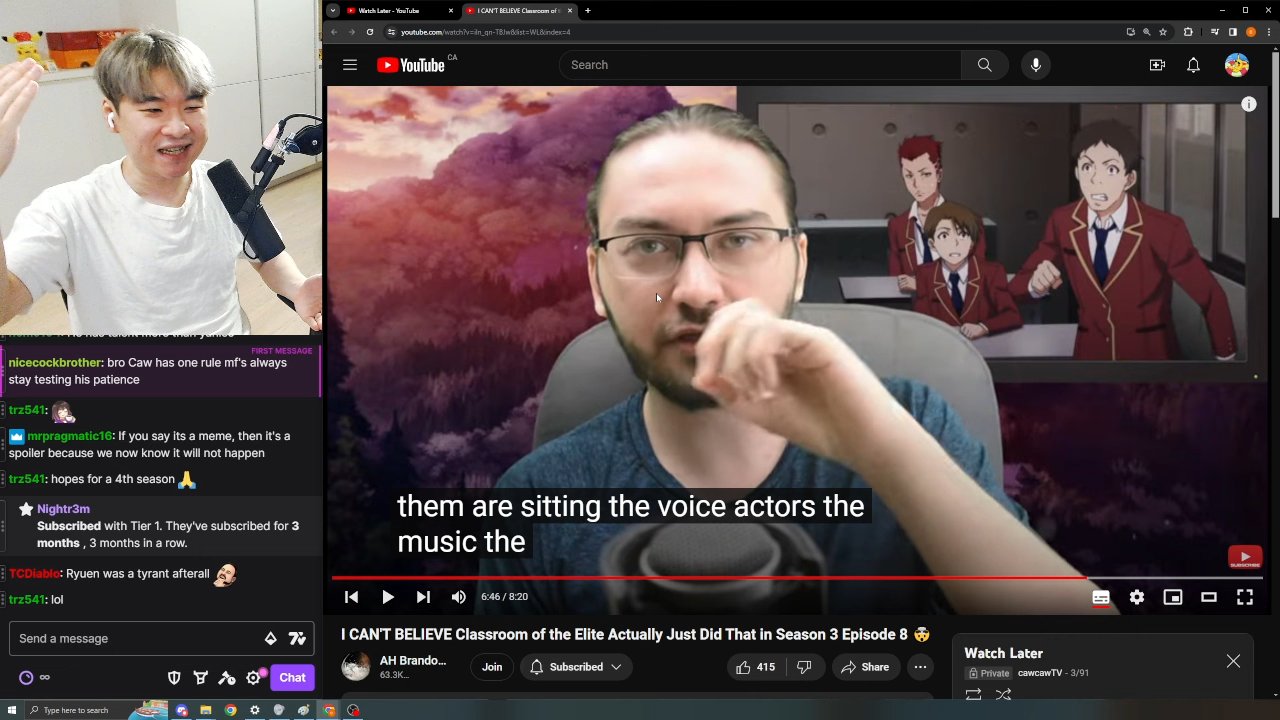 Watch Later - YouTube
I CAN'T BELIEVE Classroom of
youtube.com/watch?v=iIn_qn-T8Jw&list=WL&index=4
YouTube CA
Search
FIRST MESSAGE
nicecockbrother: bro Caw has one rule mf's always
stay testing his patience
trz541:
mrpragmatic16: If you say its a meme, then it's a
spoiler because we now know it will not happen
trz541: hopes for a 4th season
Nightr3m
Subscribed with Tier 1. They've subscribed for 3
months , 3 months in a row.
TCDiablo: Ryuen was a tyrant afterall
trz541: lol
Send a message
Chat
them are sitting the voice actors the
music the
SUBSCRIBE
6:46 / 8:20
I CAN'T BELIEVE Classroom of the Elite Actually Just Did That in Season 3 Episode 8
AH Brando...
63.3K...
Join
Subscribed
415
Share
Watch Later
Private
cawcawTV - 3/91
Type here to search